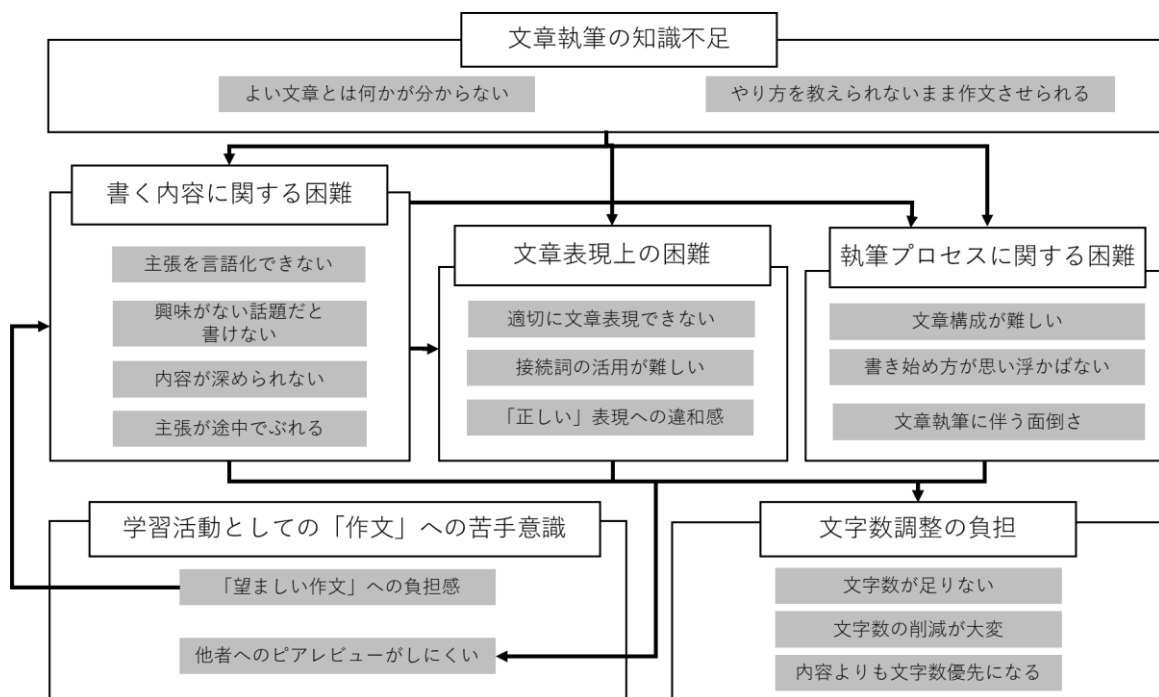 文章執筆の知識不足
よい文章とは何かが分からない
やり方を教えられないまま作文させられる
書く内容に関する困難
主張を言語化できない
興味がない話題だと
書けない
内容が深められない
主張が途中でぶれる
文章表現上の困難
適切に文章表現できない
接続詞の活用が難しい
「正しい」表現への違和感
執筆プロセスに関する困難
文章構成が難しい
書き始め方が思い浮かばない
文章執筆に伴う面倒さ
学習活動としての「作文」への苦手意識
「望ましい作文」への負担感
他者へのピアレビューがしにくい
文字数調整の負担
文字数が足りない
文字数の削減が大変
内容よりも文字数優先になる